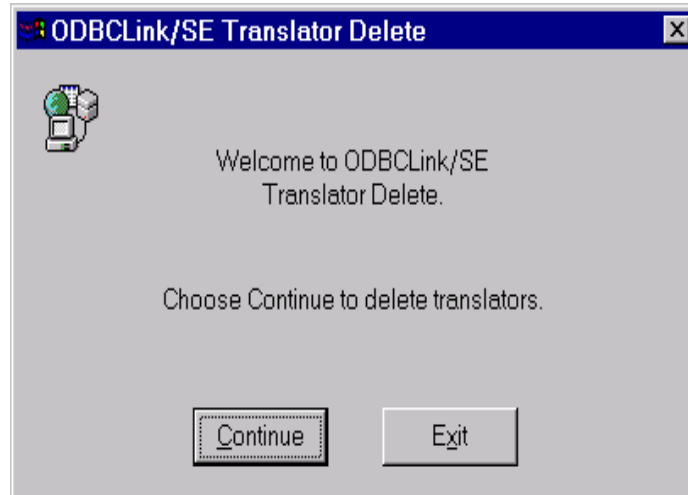 ODBCLink/SE Translator Delete
Welcome to ODBCLink/SE
Translator Delete.
Choose Continue to delete translators.
Continue
Exit